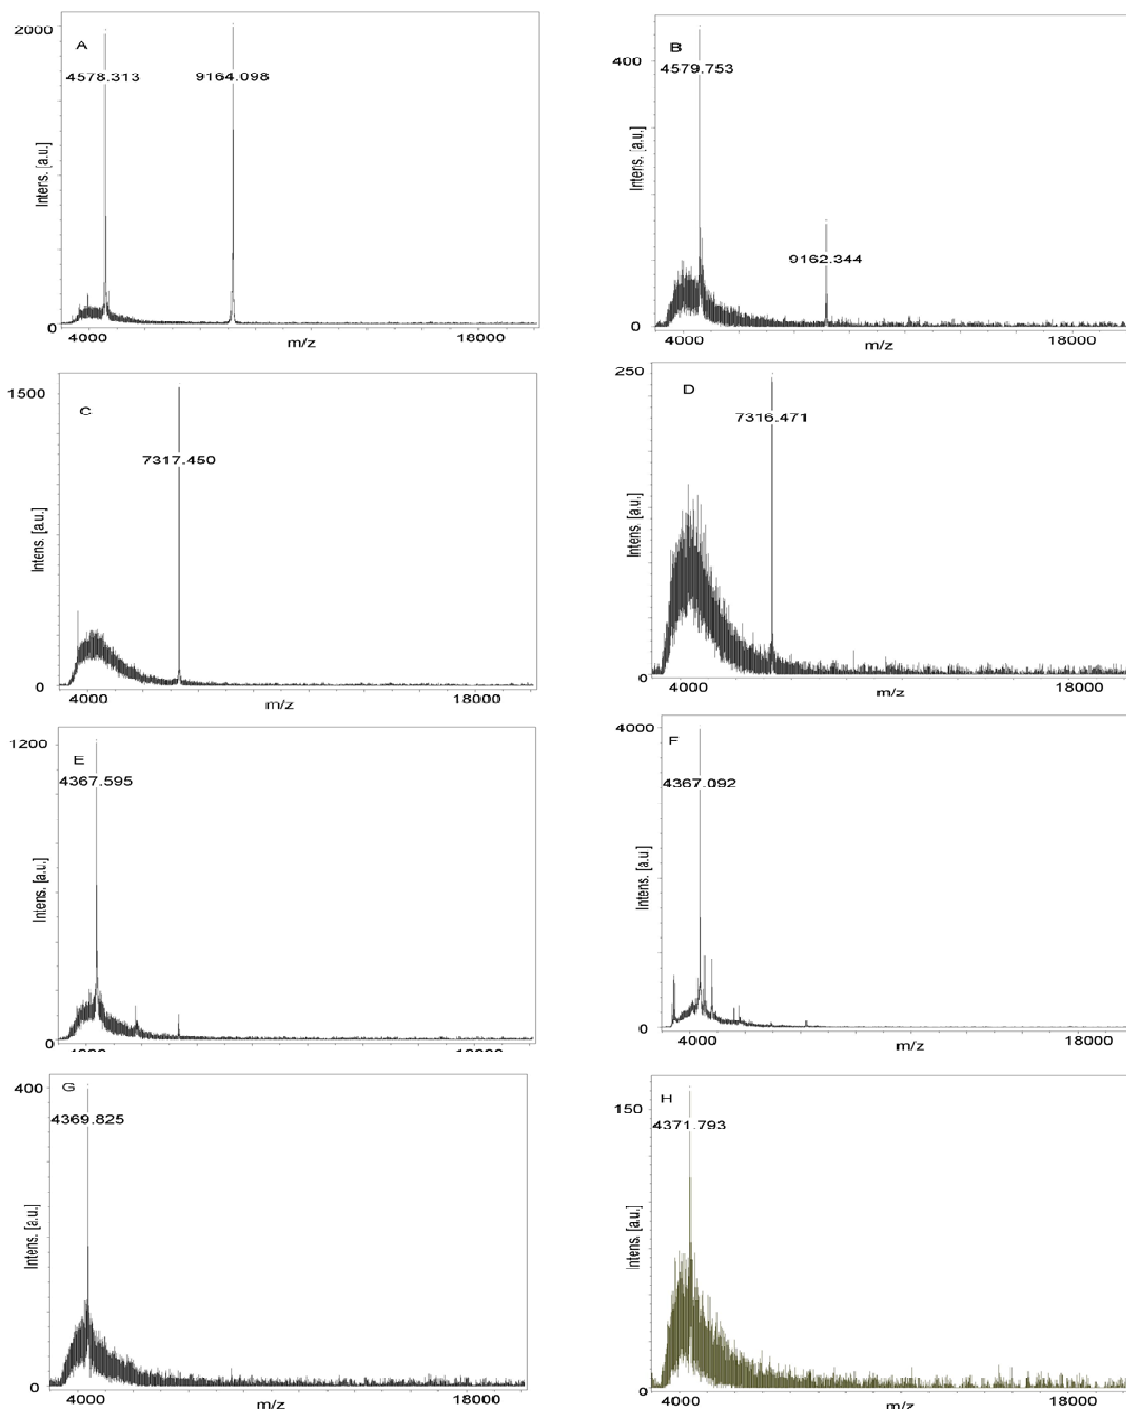 2000
A
4578.313
9164.098
Intens. [a.u.]
0
4000
18000
m/z
B
400
4579.753
9162.344
Intens. [a.u.]
0
4000
18000
m/z
1500
C
7317.450
Intens. [a.u.]
0
4000
18000
m/z
250
D
7316.471
Intens. [a.u.]
0
4000
18000
m/z
1200
E
4367.595
Intens. [a.u.]
0
4000
F
4367.092
Intens. [a.u]
0
4000
18000
m/z
400
G
4369.825
Intens. [a.u.]
0
4000
18000
m/z
H
150
4371.793
Intens. [a.u.]
0
4000
18000
m/z